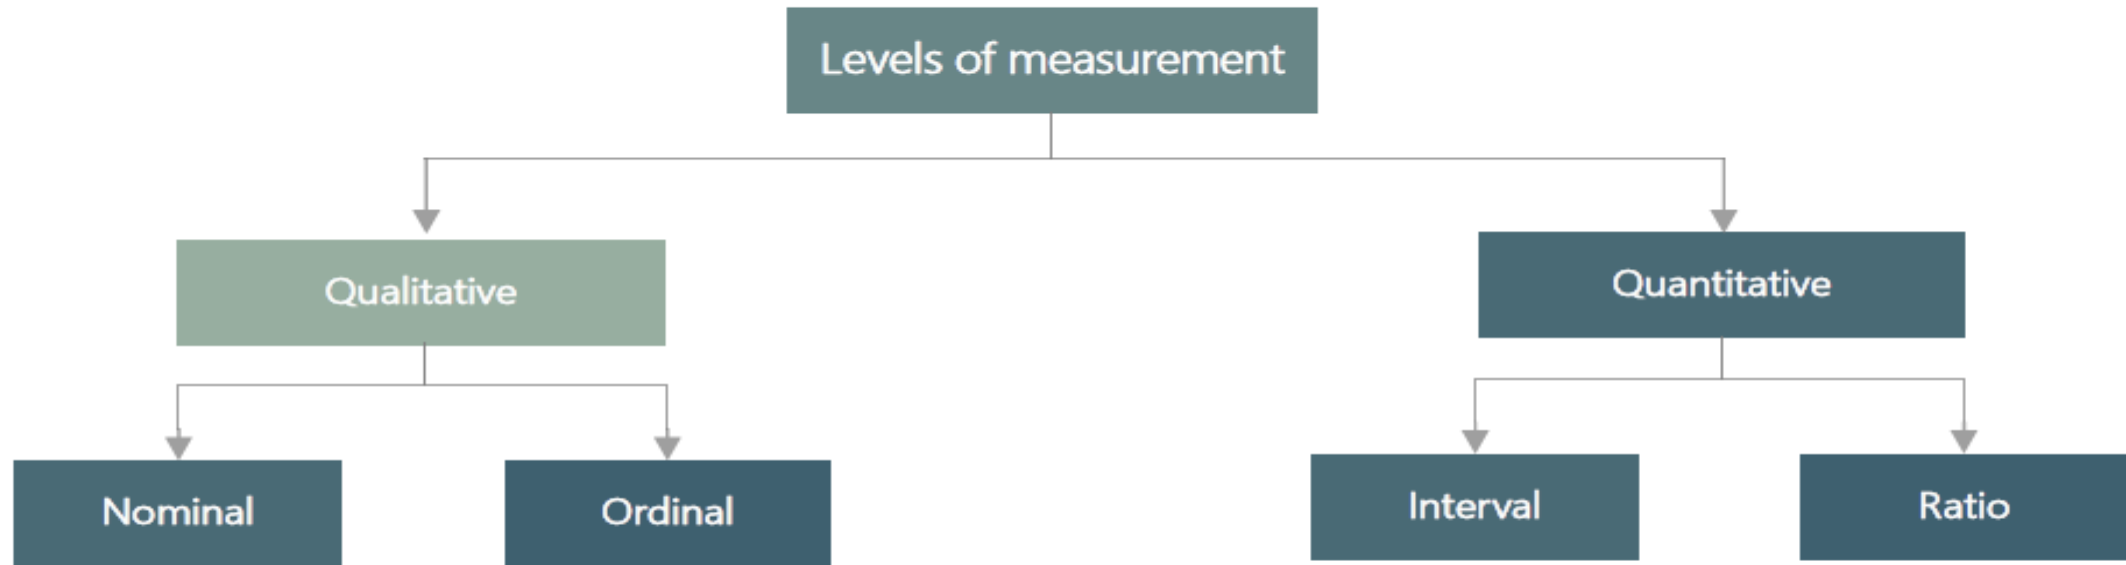 Levels of measurement
Qualitative
Quantitative
Nominal
Ordinal
Interval
Ratio